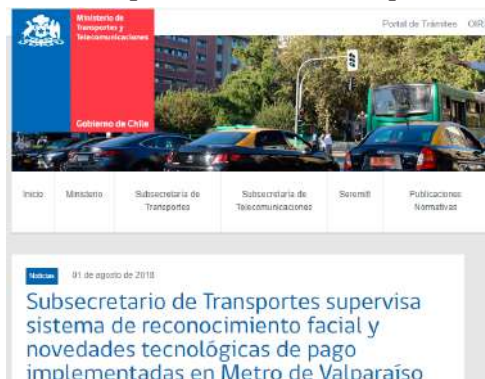 Ministerio de
Transportes y
Telecomunicaciones
Gobierno de Chile
Portal de Trámites OIRS
Inicio Ministerio Subsecretaría de Transportes Subsecretaría de Telecomunicaciones Seremitt Publicaciones Normativas
Noticias 01 de agosto de 2018
Subsecretario de Transportes supervisa
sistema de reconocimiento facial y
novedades tecnológicas de pago
implementadas en Metro de Valparaíso